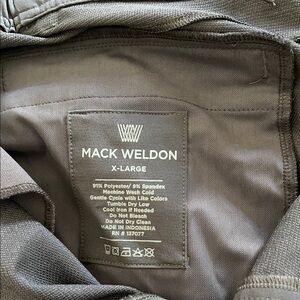 MACK WELDON
X-LARGE
91% Polyester/ 9% Spandex
Machine Wash Cold
Gentle Cycle with Like Colors
Tumble Dry Low
Cool Iron if Needed
Do Not Bleach
Do Not Dry Clean
MADE IN INDONESIA
RN # 137077